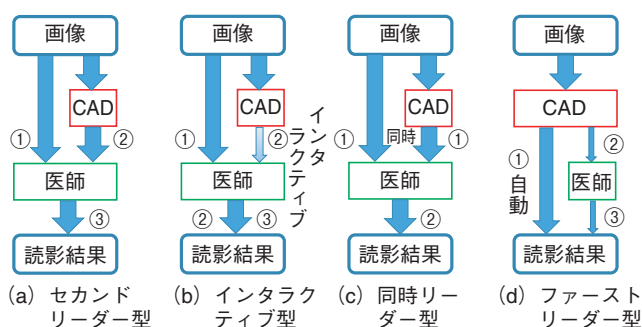 画像
CAD
①
②
医師
③
読影結果
(a) セカンド
リーダー型
画像
CAD
①
②
インタ
ラクティブ
医師
②
③
読影結果
(b) インタラク
ティブ型
画像
CAD
①
同時
①
医師
②
読影結果
(c) 同時リー
ダー型
画像
CAD
①自動
②
医師
③
読影結果
(d) ファースト
リーダー型